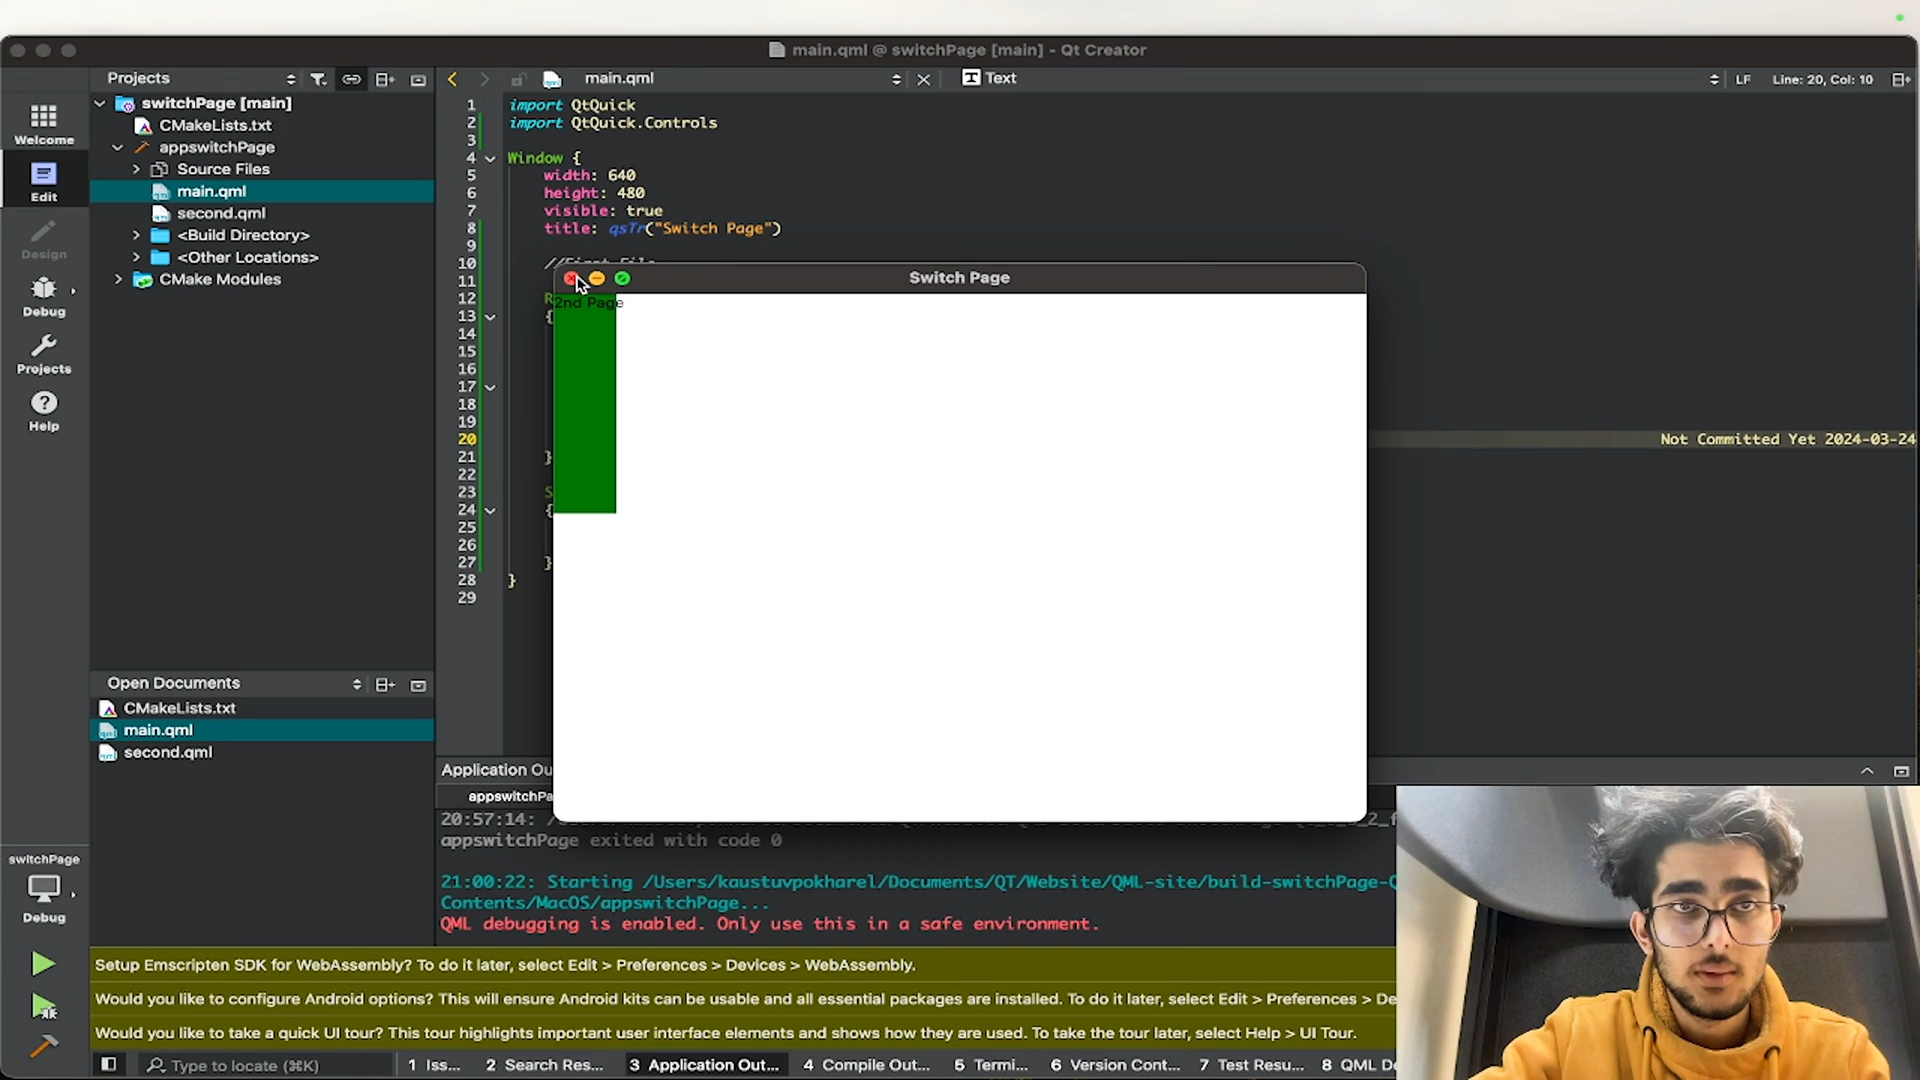 main.qml @ switchPage [main] - Qt Creator
Projects
main.qml
Text
LF
Line: 20, Col: 10
switchPage [main]
CMakeLists.txt
appswitchPage
Source Files
main.qml
second.qml
<Build Directory>
<Other Locations>
CMake Modules
Welcome
Edit
Design
Debug
Projects
Help
1 import QtQuick
2 import QtQuick.Controls
3
4 Window {
5 width: 640
6 height: 480
7 visible: true
8 title: qsTr("Switch Page")
9
10 //First File
11
12 R
13 {
14
15
16
17
18
19
20 Not Committed Yet 2024-03-24
21 }
22
23 S
24 {
25
26
27 }
28 }
29
Switch Page
2nd Page
Open Documents
CMakeLists.txt
main.qml
second.qml
Application Ou
appswitchPa
20:57:14:
appswitchPage exited with code 0
21:00:22: Starting /Users/kaustuvpokharel/Documents/QT/Website/QML-site/build-switchPage-Q
Contents/MacOS/appswitchPage...
QML debugging is enabled. Only use this in a safe environment.
switchPage
Debug
Setup Emscripten SDK for WebAssembly? To do it later, select Edit > Preferences > Devices > WebAssembly.
Would you like to configure Android options? This will ensure Android kits can be usable and all essential packages are installed. To do it later, select Edit > Preferences > De
Would you like to take a quick UI tour? This tour highlights important user interface elements and shows how they are used. To take the tour later, select Help > UI Tour.
Type to locate (⌘K)
1 Iss...
2 Search Res...
3 Application Out...
4 Compile Out...
5 Termi...
6 Version Cont...
7 Test Resu...
8 QML De